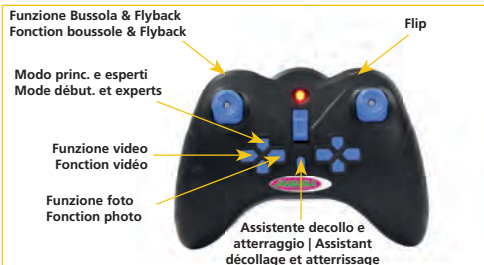 Funzione Bussola & Flyback
Fonction boussole & Flyback
Flip
Modo princ. e esperti
Mode début. et experts
Funzione video
Fonction vidéo
Funzione foto
Fonction photo
Assistente decollo e
atterraggio | Assistant
décollage et atterrissage